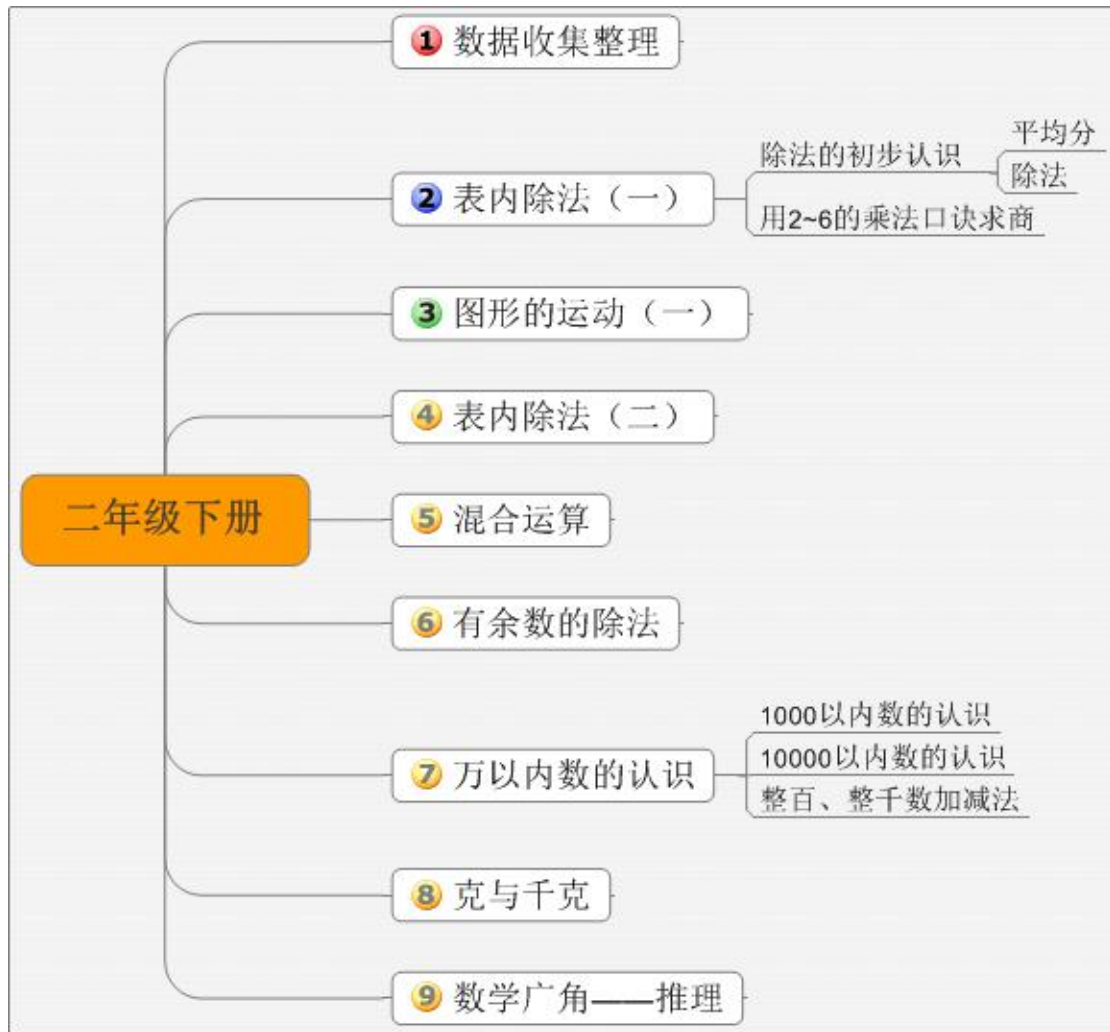 二年级下册
1 数据收集整理
2 表内除法（一）
除法的初步认识
平均分
除法
用2~6的乘法口诀求商
3 图形的运动（一）
4 表内除法（二）
5 混合运算
6 有余数的除法
7 万以内数的认识
1000以内数的认识
10000以内数的认识
整百、整千数加减法
8 克与千克
9 数学广角——推理